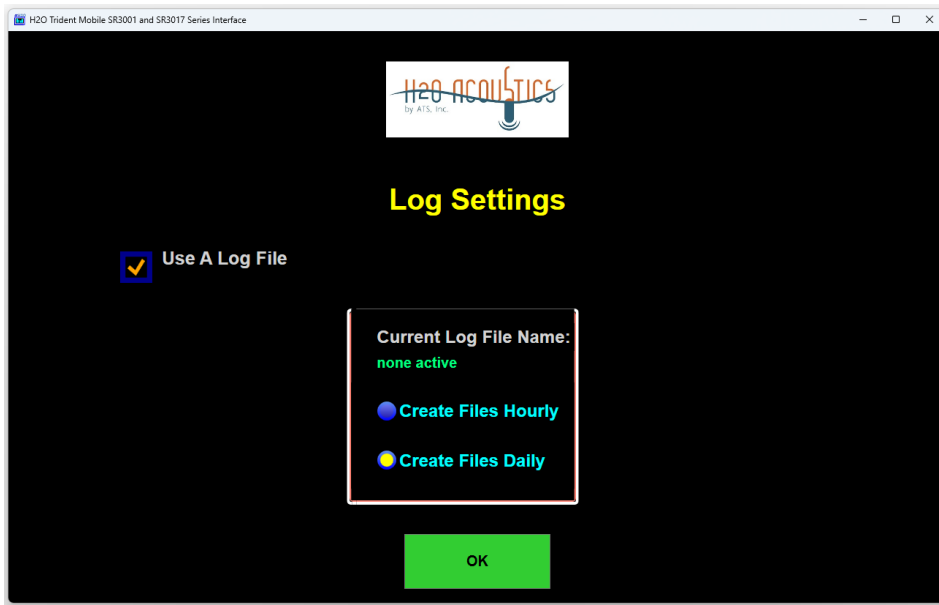 H2O Trident Mobile SR3001 and SR3017 Series Interface
H2O ACOUSTICS
by ATS, Inc.
Log Settings
Use A Log File
Current Log File Name:
none active
Create Files Hourly
Create Files Daily
OK